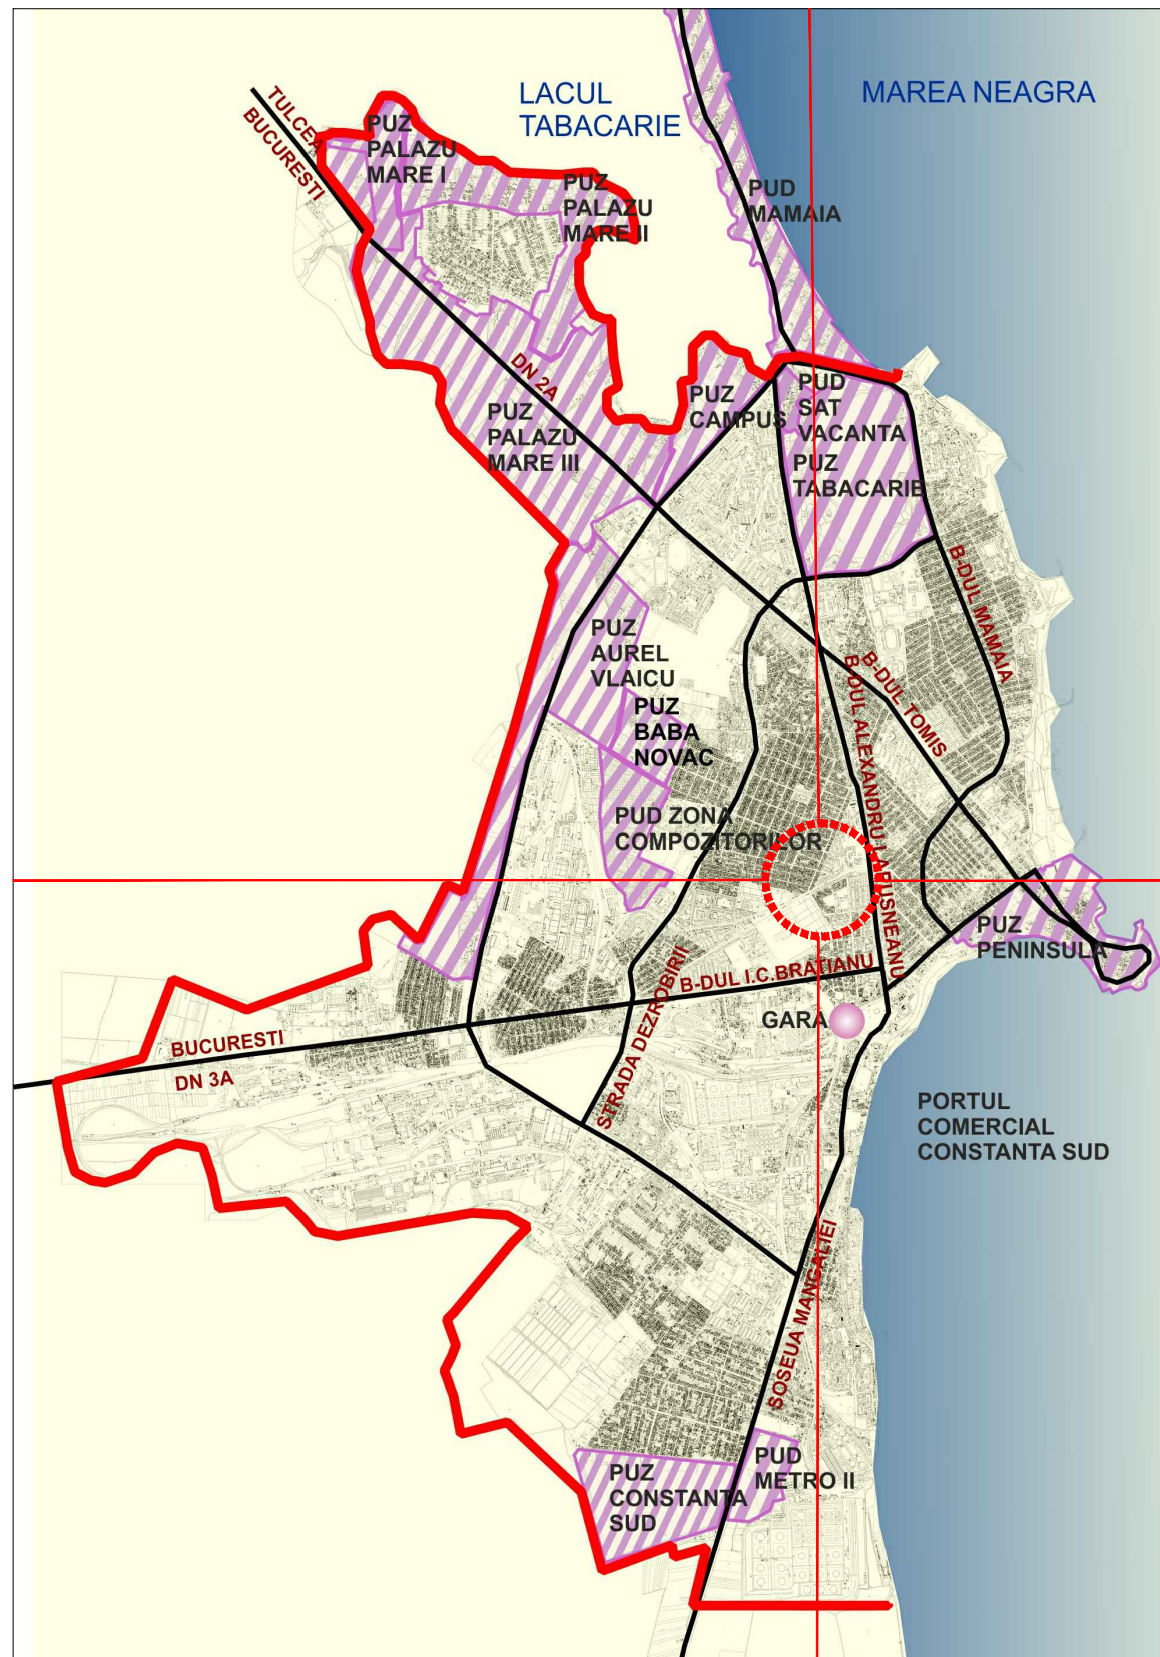 LACUL
TABACARIE
MAREA NEAGRA
TULCEA
BUCURESTI
PUZ
PALAZU
MARE I
PUZ
PALAZU
MARE II
PUD
MAMAIA
DN 2A
PUZ
PALAZU
MARE III
PUZ
CAMPUS
PUD
SAT
VACANTA
PUZ
TABACARIE
B-DUL MAMAIA
PUZ
AUREL
VLAICU
B-DUL TOMIS
B-DUL ALEXANDRU LAPUSNEANU
PUZ
BABA
NOVAC
PUD ZONA
COMPOZITORILOR
PUZ
PENINSULA
B-DUL I.C.BRATIANU
STRADA DEZROBIRII
GARA
BUCURESTI
DN 3A
PORTUL
COMERCIAL
CONSTANTA SUD
SOSEUA MANGALIEI
PUD
METRO II
PUZ
CONSTANTA
SUD